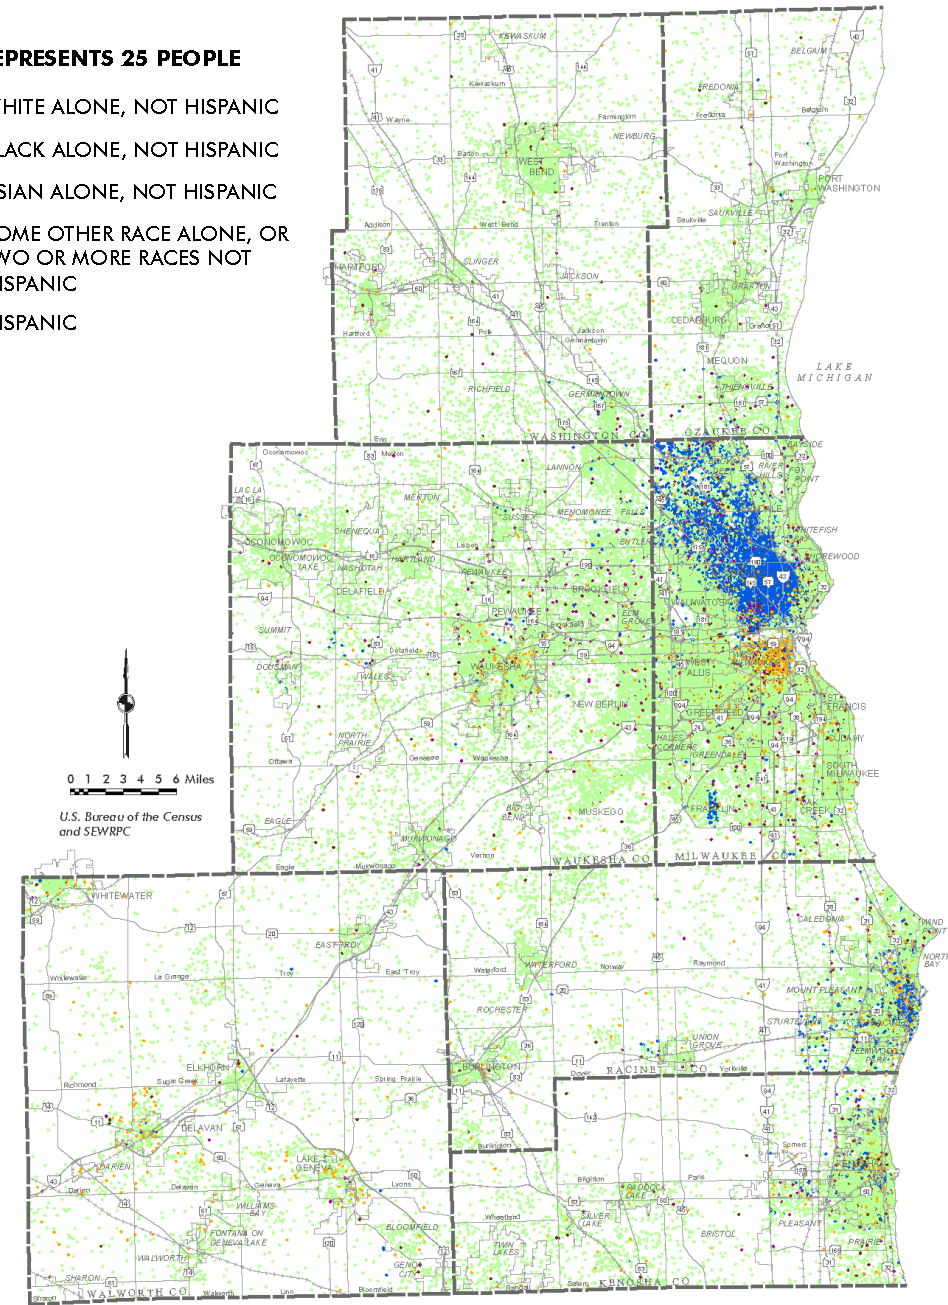 EPRESENTS 25 PEOPLE
HITE ALONE, NOT HISPANIC
LACK ALONE, NOT HISPANIC
SIAN ALONE, NOT HISPANIC
OME OTHER RACE ALONE, OR
WO OR MORE RACES NOT
ISPANIC
ISPANIC
KEWASKUM
Kewaskum
Wayne
Farmington
NEWBURG
Barton
WEST
BEND
Addison
West Bend
Trenton
HARTFORD
SLINGER
JACKSON
Hartford
Polk
Jackson
Germantown
RICHFIELD
GERMANTOWN
Erin
WASHINGTON CO
BELGIUM
FREDONIA
Fredonia
Belgium
Port
Washington
PORT
WASHINGTON
SAUKVILLE
Saukville
GRAFTON
CEDARBURG
Grafton
MEQUON
THIENSVILLE
OZAUKEE CO
LAKE
MICHIGAN
BAYSIDE
RIVER
HILLS
FOX
POINT
WHITEFISH
SHOREWOOD
WAUWATOSA
WEST
ALLIS
ST
FRANCIS
GREENFIELD
CUDAHY
HALES
CORNERS
GREENDALE
SOUTH
MILWAUKEE
FRANKLIN
OAK
CREEK
MILWAUKEE CO
Oconomowoc
Merton
LANNON
LAC LA
MERTON
SUSSEX
MENOMONEE FALLS
CHENEQUA
BUTLER
OCONOMOWOC
Lisbon
OCONOMOWOC
LAKE
NASHOTAH
HARTLAND
PEWAUKEE
DELAFIELD
BROOKFIELD
PEWAUKEE
ELM
GROVE
Brookfield
SUMMIT
Delafield
DOUSMAN
WALES
WAUKESHA
NEW BERLIN
NORTH
PRAIRIE
Ottawa
Genesee
Waukesha
BIG
BEND
MUSKEGO
EAGLE
MUKWONAGO
Eagle
Mukwonago
Vernon
WAUKESHA CO
0 1 2 3 4 5 6 Miles
U.S. Bureau of the Census
and SEWRPC
WHITEWATER
EAST TROY
Whitewater
La Grange
Troy
East Troy
ELKHORN
Richmond
Sugar Creek
Lafayette
Spring Prairie
DELAVAN
DARIEN
LAKE
GENEVA
Darien
Delavan
Geneva
Lyons
WILLIAMS
BAY
FONTANA ON
GENEVA LAKE
BLOOMFIELD
WALWORTH
GENOA
CITY
SHARON
Sharon
WALWORTH CO
Walworth
Linn
Bloomfield
CALEDONIA
WIND
POINT
NORTH
BAY
WATERFORD
Waterford
Norway
Raymond
MOUNT PLEASANT
ROCHESTER
STURTEVANT
RACINE
UNION
GROVE
ELMWOOD
BURLINGTON
Dover
RACINE CO
Yorkville
Burlington
Somers
Brighton
Paris
PADDOCK
LAKE
Wheatland
SILVER
LAKE
PLEASANT
PRAIRIE
BRISTOL
TWIN
LAKES
Randall
Salem
KENOSHA CO